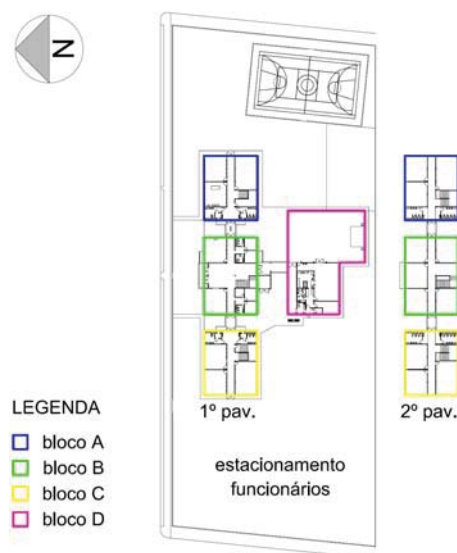 N
LEGENDA
bloco A
bloco B
bloco C
bloco D
1º pav.
2º pav.
estacionamento
funcionários